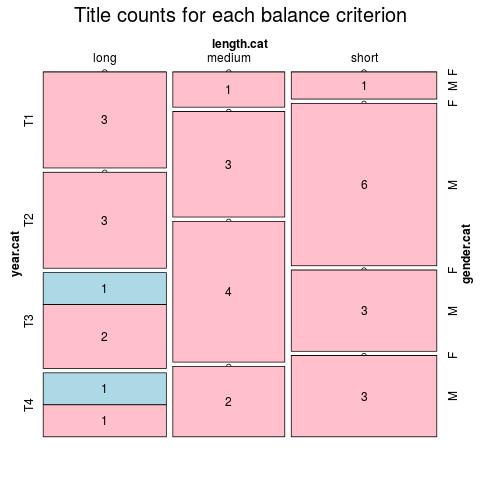 Title counts for each balance criterion
length.cat
long medium short
year.cat
gender.cat
T1
T2
T3
T4
F
M
F
M
F
M
F
M
3
3
1
2
1
1
1
3
4
2
1
6
3
3